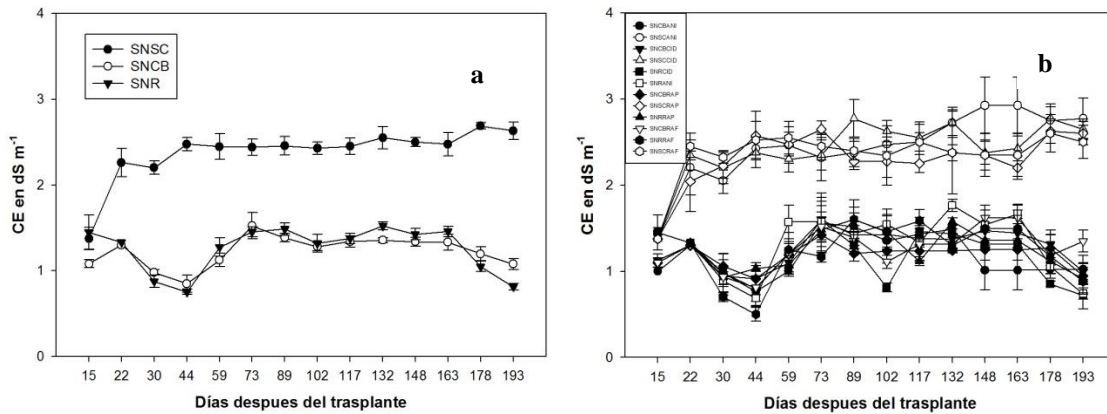 4
3
2
1
0
CE en dS m-1
SNSC
SNCB
SNR
a
15 22 30 44 59 73 89 102 117 132 148 163 178 193
Días despues del trasplante
4
3
2
1
0
CE en dS m-1
SNCBANI
SNSCANI
SNCBCID
SNSCCID
SNRCID
SNRANI
SNCBRAP
SNSCRAP
SNRRAP
SNCBRAF
SNRRAF
SNSCRAF
b
15 22 30 44 59 73 89 102 117 132 148 163 178 193
Días despues del trasplante